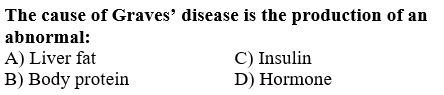 The cause of Graves’ disease is the production of an
abnormal:
A) Liver fat C) Insulin
B) Body protein D) Hormone